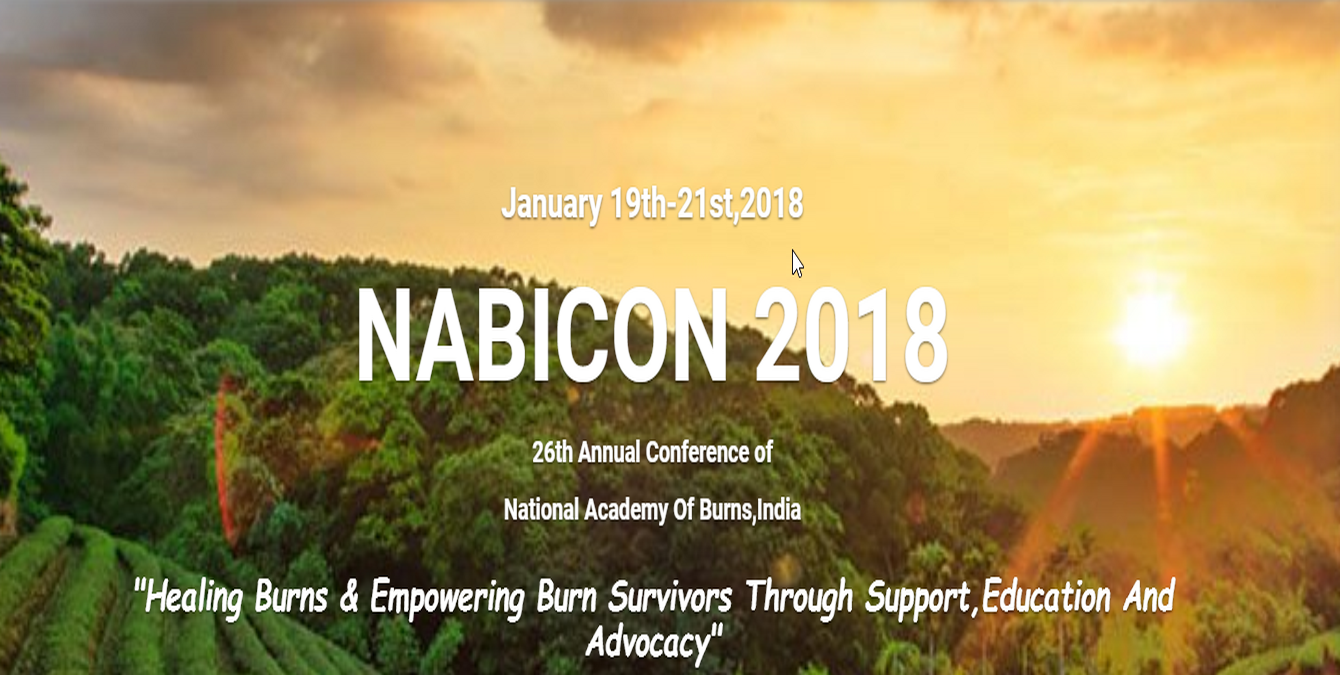 January 19th-21st,2018
NABICON 2018
26th Annual Conference of
National Academy Of Burns,India
"Healing Burns & Empowering Burn Survivors Through Support,Education And
Advocacy"